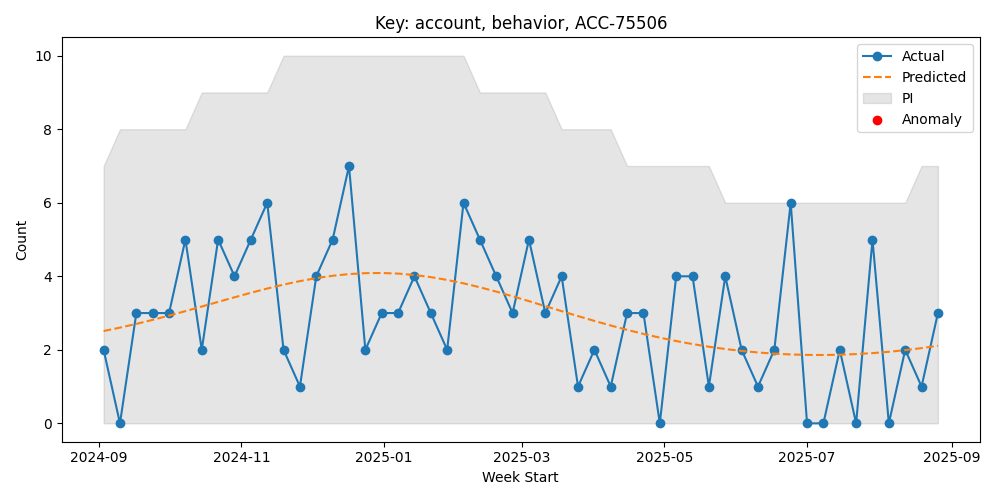 Key: account, behavior, ACC-75506
Actual
Predicted
PI
Anomaly
Count
10
8
6
4
2
0
2024-09
2024-11
2025-01
2025-03
2025-05
2025-07
2025-09
Week Start